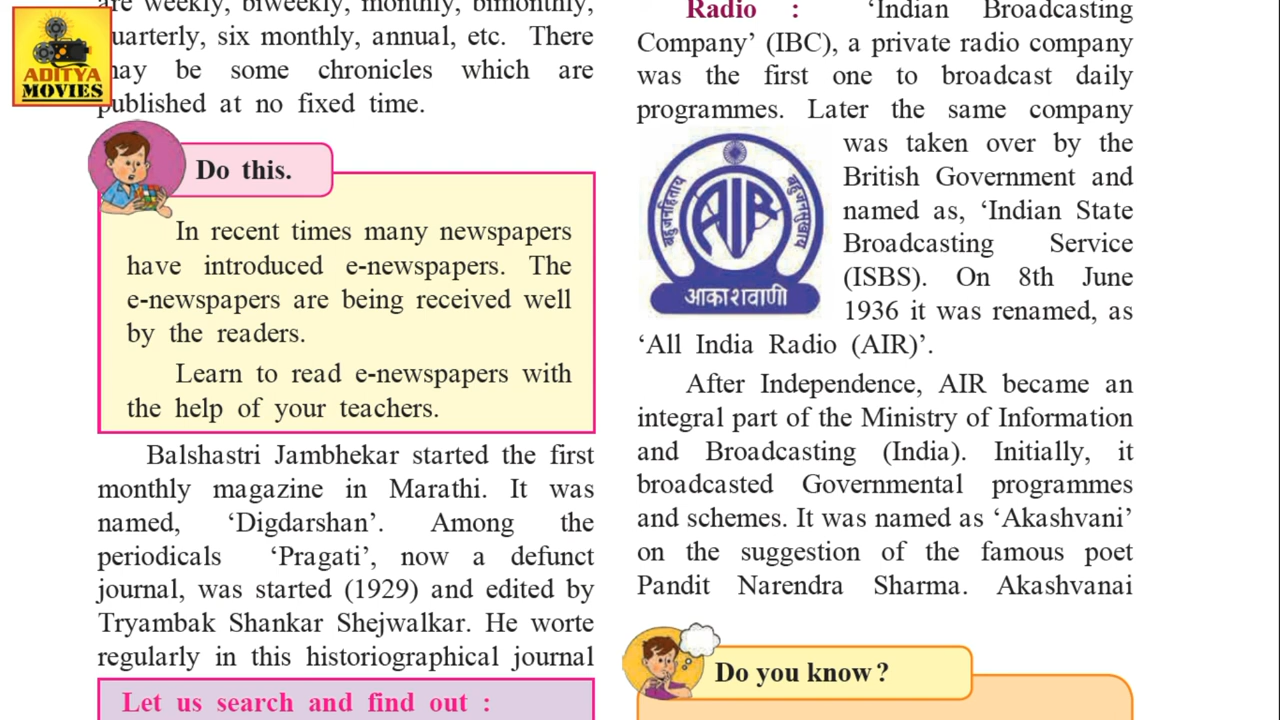 ADITYA
MOVIES
are weekly, biweekly, monthly, bimonthly,
quarterly, six monthly, annual, etc. There
may be some chronicles which are
published at no fixed time.
Do this.
In recent times many newspapers
have introduced e-newspapers. The
e-newspapers are being received well
by the readers.
Learn to read e-newspapers with
the help of your teachers.
Balshastri Jambhekar started the first
monthly magazine in Marathi. It was
named, ‘Digdarshan’. Among the
periodicals ‘Pragati’, now a defunct
journal, was started (1929) and edited by
Tryambak Shankar Shejwalkar. He worte
regularly in this historiographical journal
Let us search and find out :
Radio : ‘Indian Broadcasting
Company’ (IBC), a private radio company
was the first one to broadcast daily
programmes. Later the same company
was taken over by the
British Government and
named as, ‘Indian State
Broadcasting Service
(ISBS). On 8th June
1936 it was renamed, as
‘All India Radio (AIR)’.
बहुजनहिताय
AIR
बहुजनसुखाय
आकाशवाणी
After Independence, AIR became an
integral part of the Ministry of Information
and Broadcasting (India). Initially, it
broadcasted Governmental programmes
and schemes. It was named as ‘Akashvani’
on the suggestion of the famous poet
Pandit Narendra Sharma. Akashvanai
Do you know ?